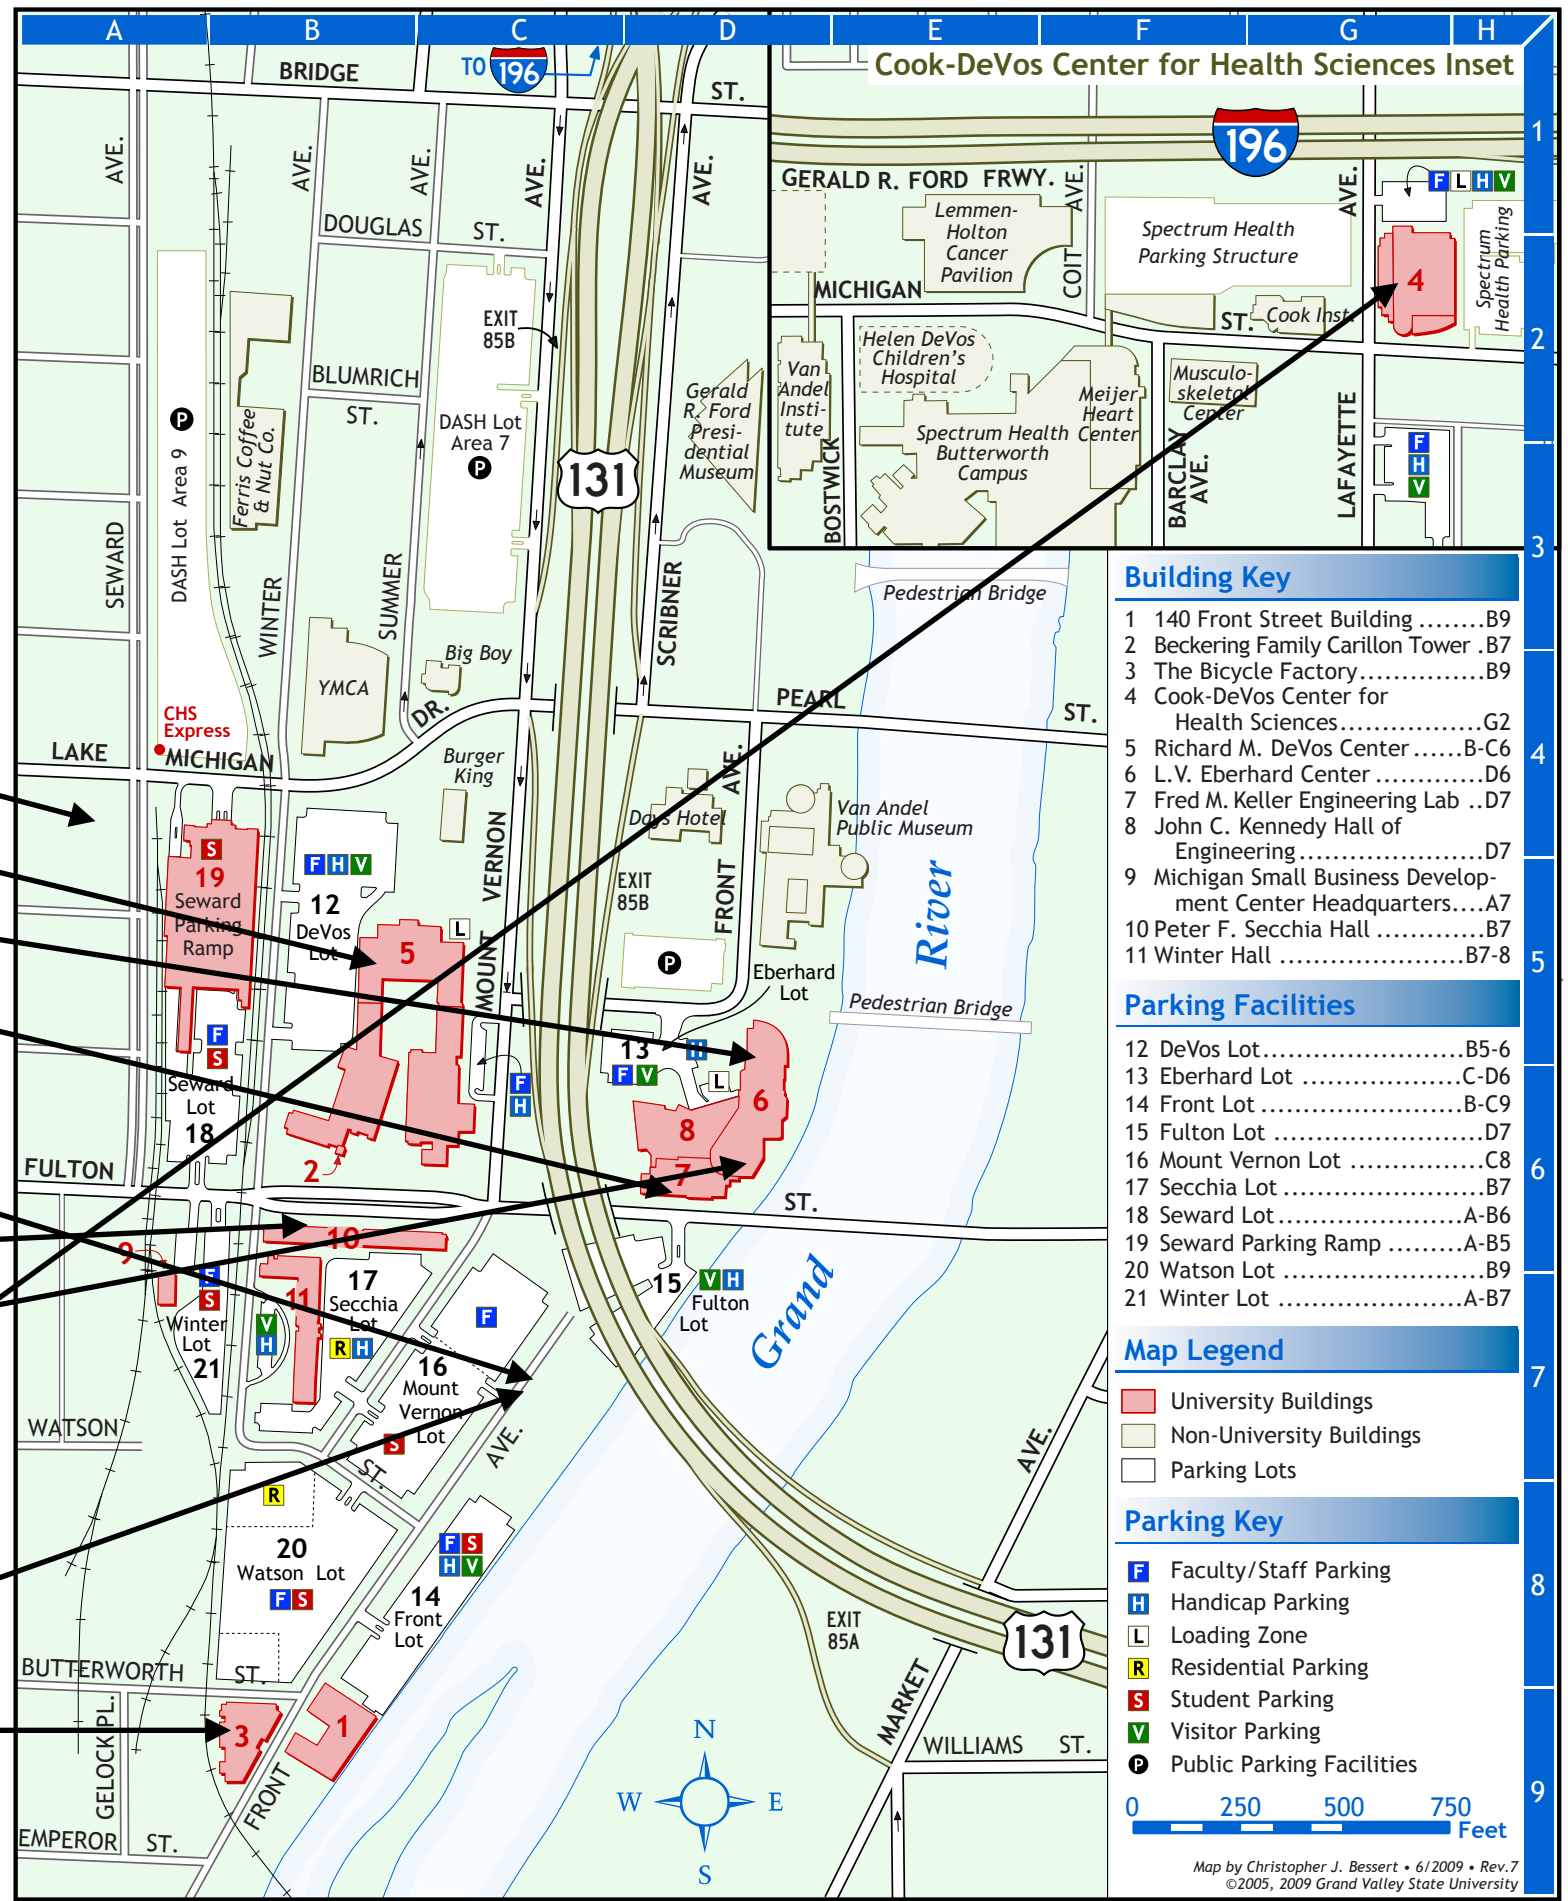 A B C D E F G H
1
2
3
4
5
6
7
8
9
TO 196
BRIDGE
ST.
AVE.
AVE.
AVE.
AVE.
AVE.
DOUGLAS ST.
EXIT
85B
BLUMRICH
ST.
DASH Lot
Area 7
P
P
DASH Lot Area 9
Ferris Coffee
& Nut Co.
SEWARD
WINTER
SUMMER
SCRIBNER
131
Gerald
R. Ford
Presi-
dential
Museum
YMCA
Big Boy
DR.
CHS
Express
LAKE MICHIGAN
PEARL ST.
Burger
King
MOUNT VERNON
Days Hotel
AVE.
FRONT
Van Andel
Public Museum
EXIT
85B
P
Eberhard
Lot
Pedestrian Bridge
Pedestrian Bridge
Grand River
S
19
Seward
Parking
Ramp
F H V
12
DeVos
Lot
5
L
F
S
Seward
Lot
18
2
F
H
13
F V
H
L
6
8
7
FULTON ST.
9
10
11
F
S
Winter
Lot
21
V
H
17
Secchia
Lot
R H
F
16
Mount
Vernon
Lot
S
15
V H
Fulton
Lot
WATSON
ST.
AVE.
AVE.
R
20
Watson Lot
F S
F S
H V
14
Front
Lot
EXIT
85A
131
BUTTERWORTH ST.
GELOCK PL.
3
1
FRONT
EMPEROR ST.
MARKET
WILLIAMS ST.
N
W E
S
Cook-DeVos Center for Health Sciences Inset
196
GERALD R. FORD FRWY.
AVE.
AVE.
F L H V
Lemmen-
Holton
Cancer
Pavilion
COIT
Spectrum Health
Parking Structure
4
Spectrum
Health Parking
MICHIGAN
ST.
Cook Inst.
Helen DeVos
Children's
Hospital
Van
Andel
Insti-
tute
Musculo-
skeletal
Center
Meijer
Heart
Center
Spectrum Health
Butterworth
Campus
BOSTWICK
BARCLAY
AVE.
LAFAYETTE
F
H
V
Building Key
1 140 Front Street Building ........B9
2 Beckering Family Carillon Tower .B7
3 The Bicycle Factory..............B9
4 Cook-DeVos Center for
Health Sciences.................G2
5 Richard M. DeVos Center ......B-C6
6 L.V. Eberhard Center .............D6
7 Fred M. Keller Engineering Lab ..D7
8 John C. Kennedy Hall of
Engineering......................D7
9 Michigan Small Business Develop-
ment Center Headquarters....A7
10 Peter F. Secchia Hall .............B7
11 Winter Hall ......................B7-8
Parking Facilities
12 DeVos Lot........................B5-6
13 Eberhard Lot ....................C-D6
14 Front Lot ........................B-C9
15 Fulton Lot .........................D7
16 Mount Vernon Lot ................C8
17 Secchia Lot ........................B7
18 Seward Lot.......................A-B6
19 Seward Parking Ramp .........A-B5
20 Watson Lot ........................B9
21 Winter Lot .......................A-B7
Map Legend
University Buildings
Non-University Buildings
Parking Lots
Parking Key
F Faculty/Staff Parking
H Handicap Parking
L Loading Zone
R Residential Parking
S Student Parking
V Visitor Parking
P Public Parking Facilities
0 250 500 750
Feet
Map by Christopher J. Bessert • 6/2009 • Rev.7
©2005, 2009 Grand Valley State University